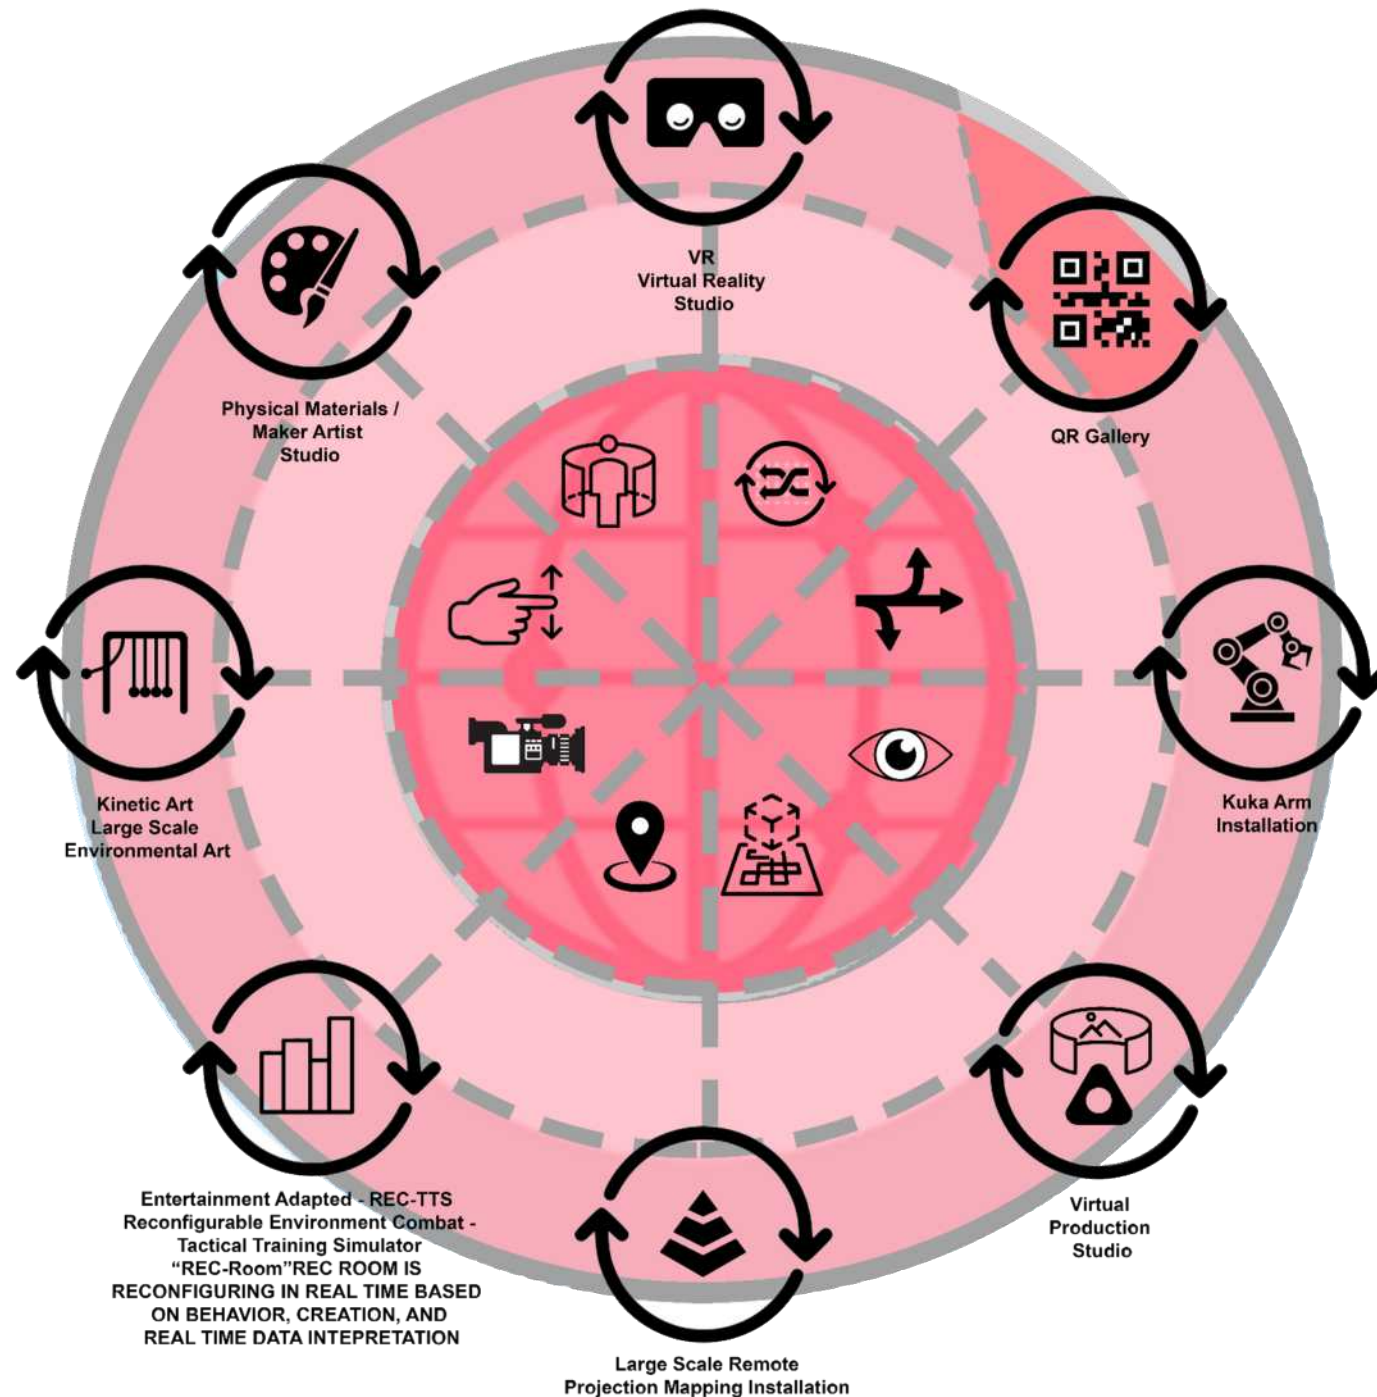 VR
Virtual Reality
Studio
Physical Materials /
Maker Artist
Studio
QR Gallery
Kinetic Art
Large Scale
Environmental Art
Kuka Arm
Installation
Entertainment Adapted - REC-TTS
Reconfigurable Environment Combat -
Tactical Training Simulator
“REC-Room”REC ROOM IS
RECONFIGURING IN REAL TIME BASED
ON BEHAVIOR, CREATION, AND
REAL TIME DATA INTEPRETATION
Virtual
Production
Studio
Large Scale Remote
Projection Mapping Installation